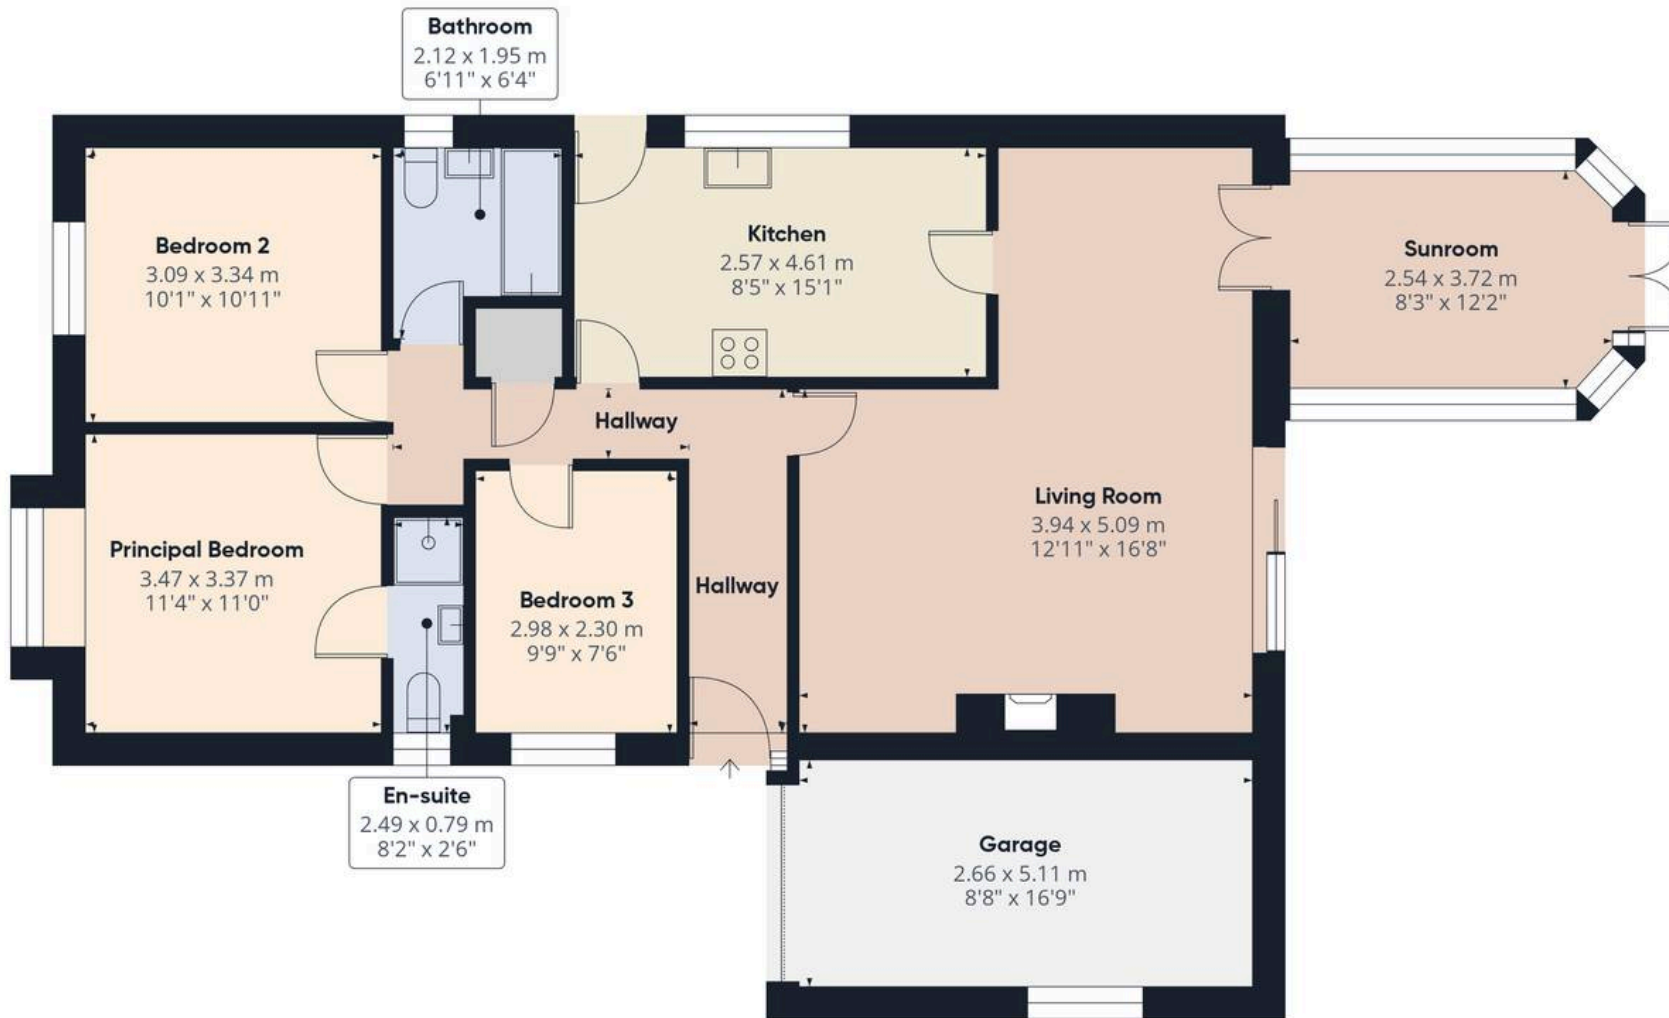 Bathroom
2.12 x 1.95 m
6'11" x 6'4"
Bedroom 2
3.09 x 3.34 m
10'1" x 10'11"
Kitchen
2.57 x 4.61 m
8'5" x 15'1"
Sunroom
2.54 x 3.72 m
8'3" x 12'2"
Hallway
Living Room
3.94 x 5.09 m
12'11" x 16'8"
Principal Bedroom
3.47 x 3.37 m
11'4" x 11'0"
Bedroom 3
2.98 x 2.30 m
9'9" x 7'6"
Hallway
En-suite
2.49 x 0.79 m
8'2" x 2'6"
Garage
2.66 x 5.11 m
8'8" x 16'9"